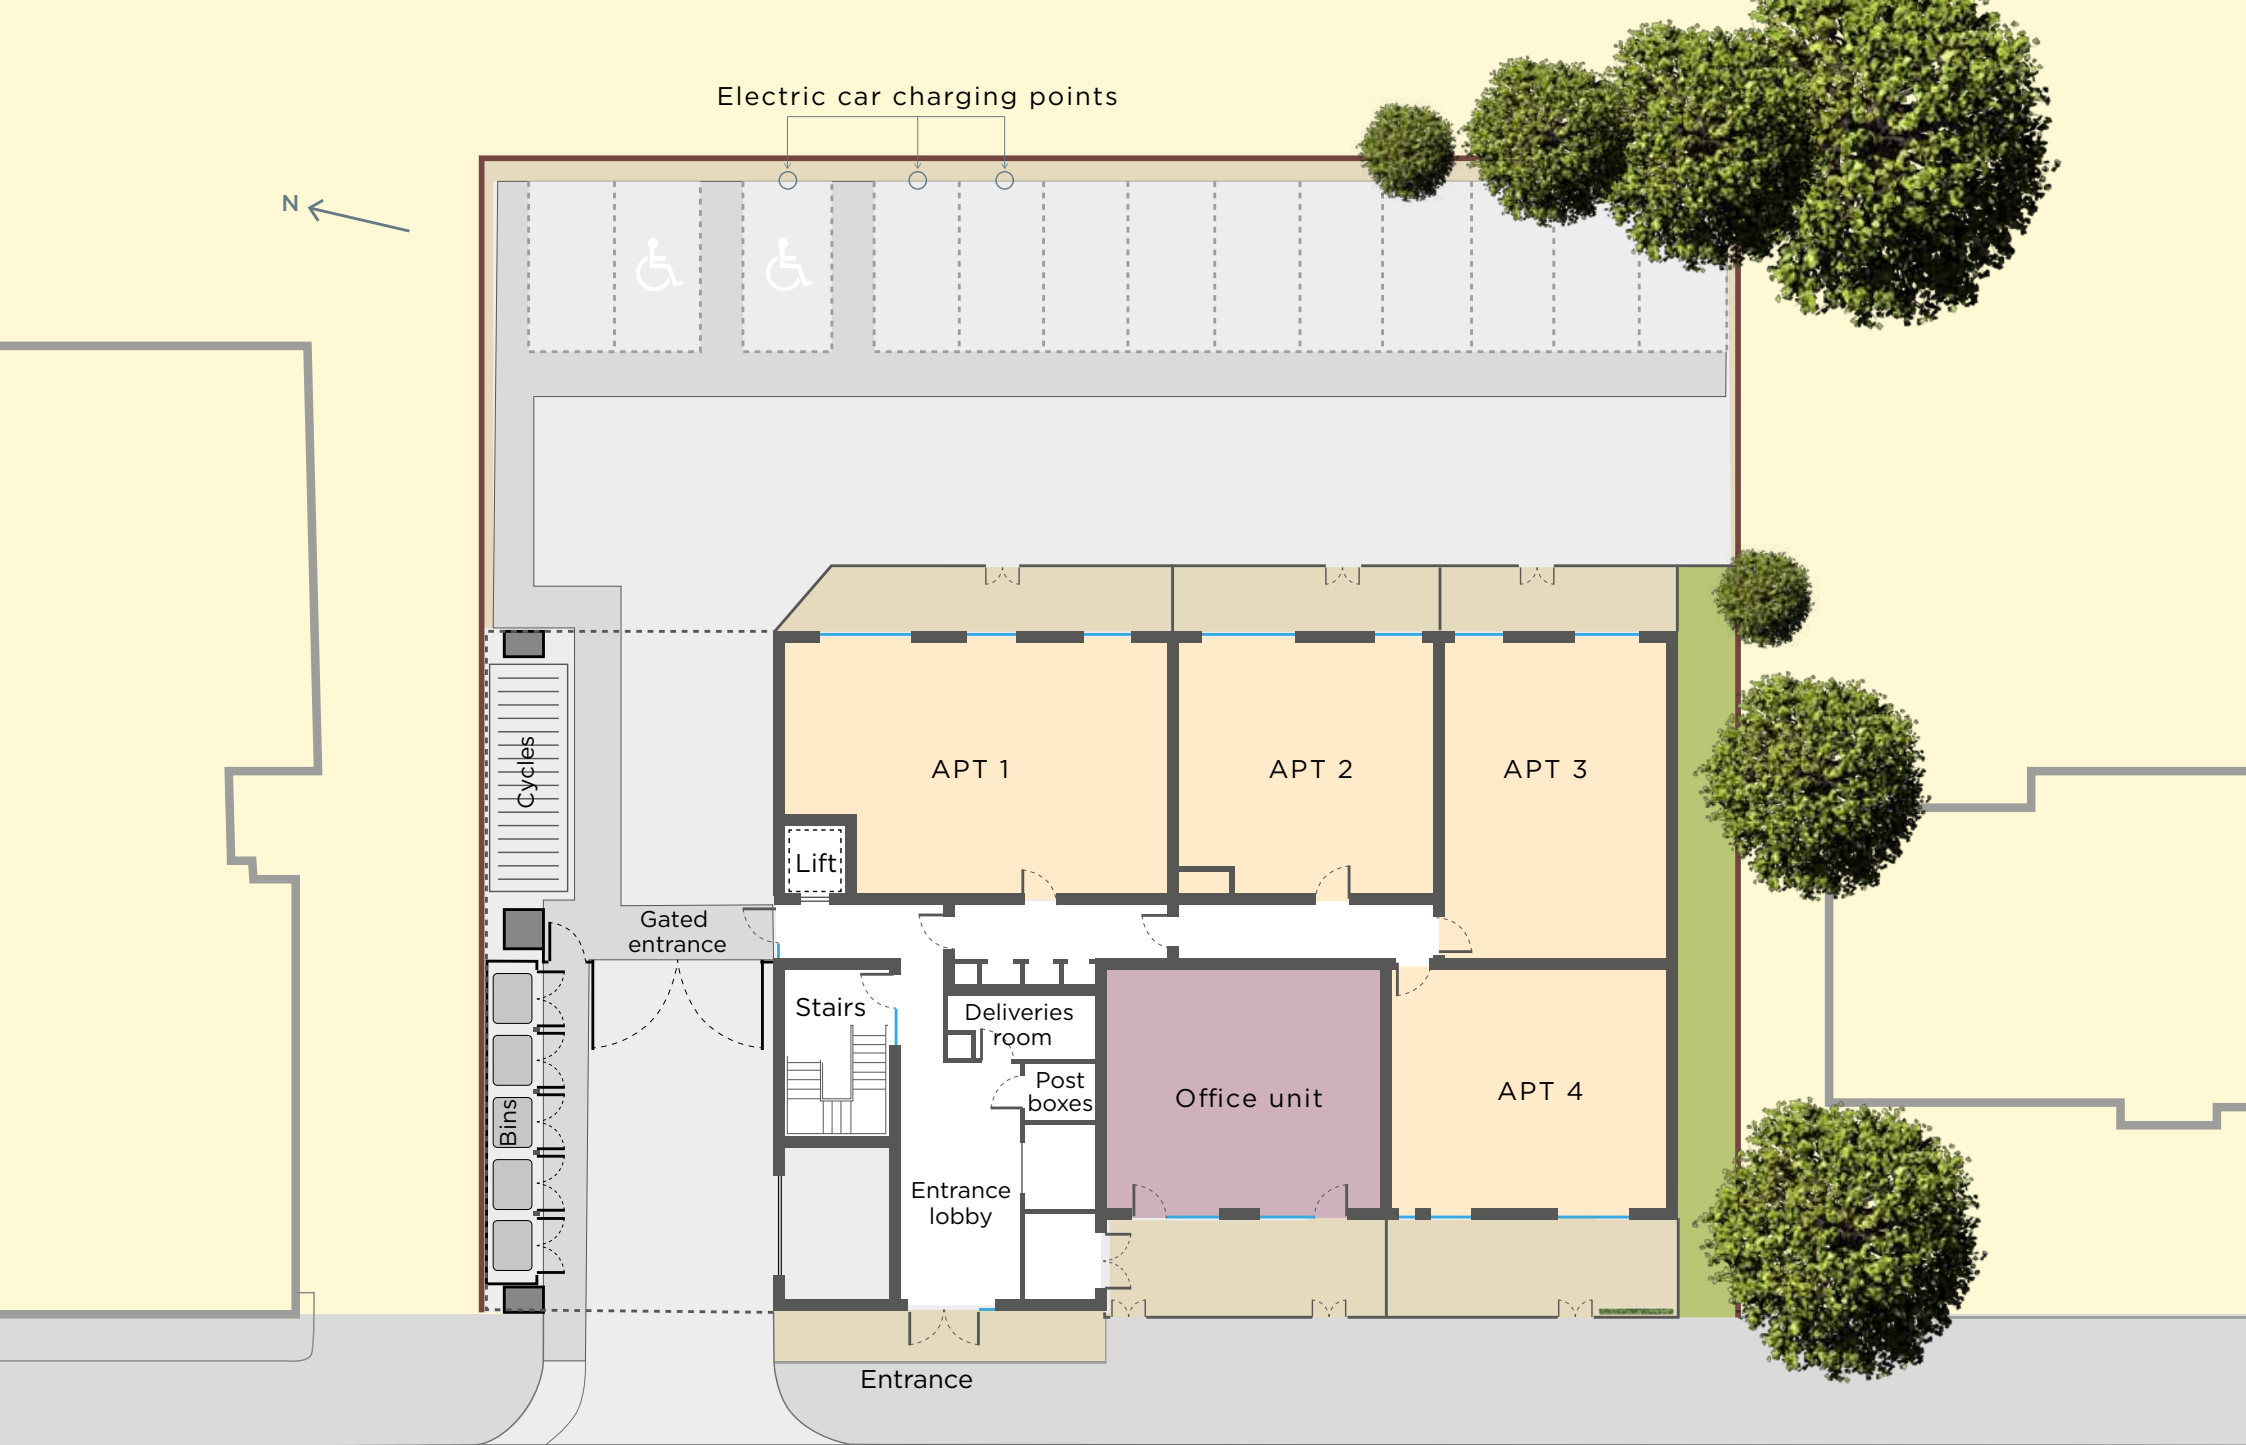 Electric car charging points
N
APT 1
APT 2
APT 3
Cycles
Lift
Gated
entrance
Stairs
Deliveries
room
Post
boxes
Office unit
APT 4
Bins
Entrance
lobby
Entrance